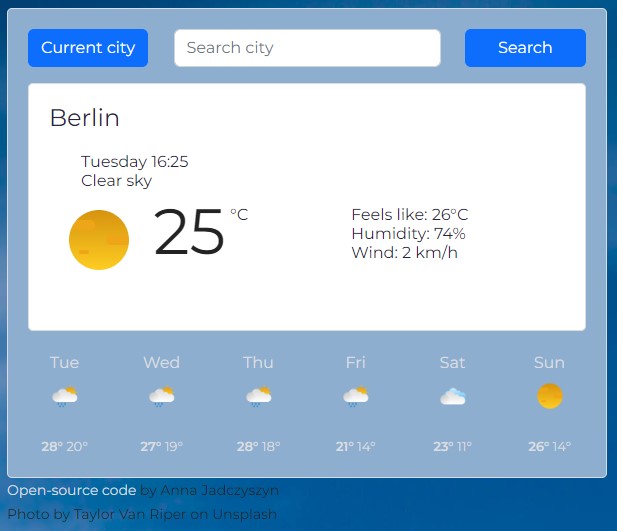 Current city Search city Search
Berlin
Tuesday 16:25
Clear sky
25 °C
Feels like: 26°C
Humidity: 74%
Wind: 2 km/h
Tue Wed Thu Fri Sat Sun
28° 20° 27° 19° 28° 18° 21° 14° 23° 11° 26° 14°
Open-source code by Anna Jadczyszyn
Photo by Taylor Van Riper on Unsplash